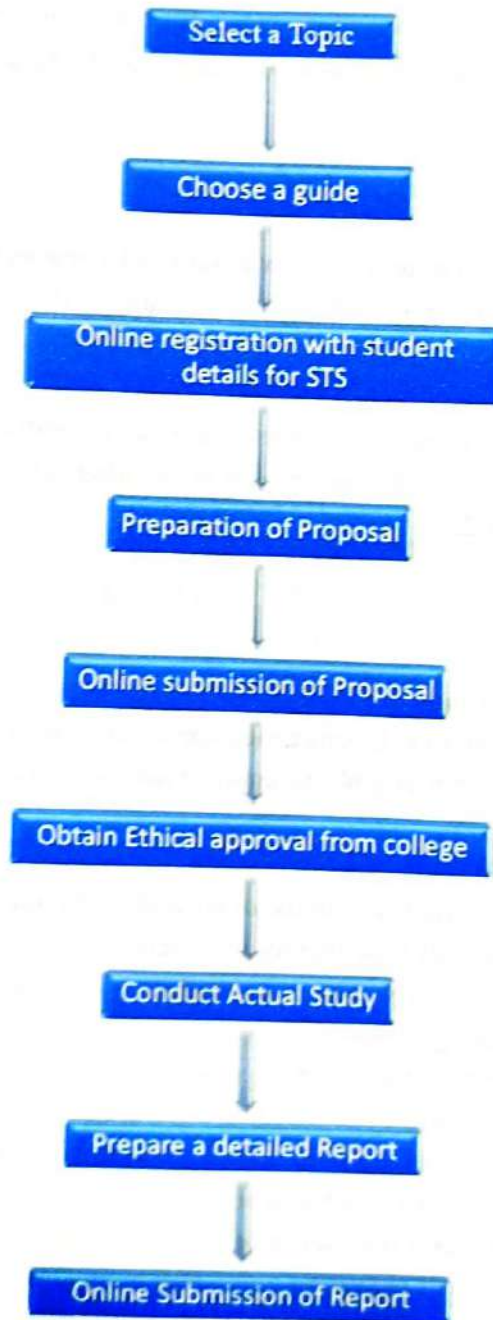 Select a Topic
Choose a guide
Online registration with student
details for STS
Preparation of Proposal
Online submission of Proposal
Obtain Ethical approval from college
Conduct Actual Study
Prepare a detailed Report
Online Submission of Report